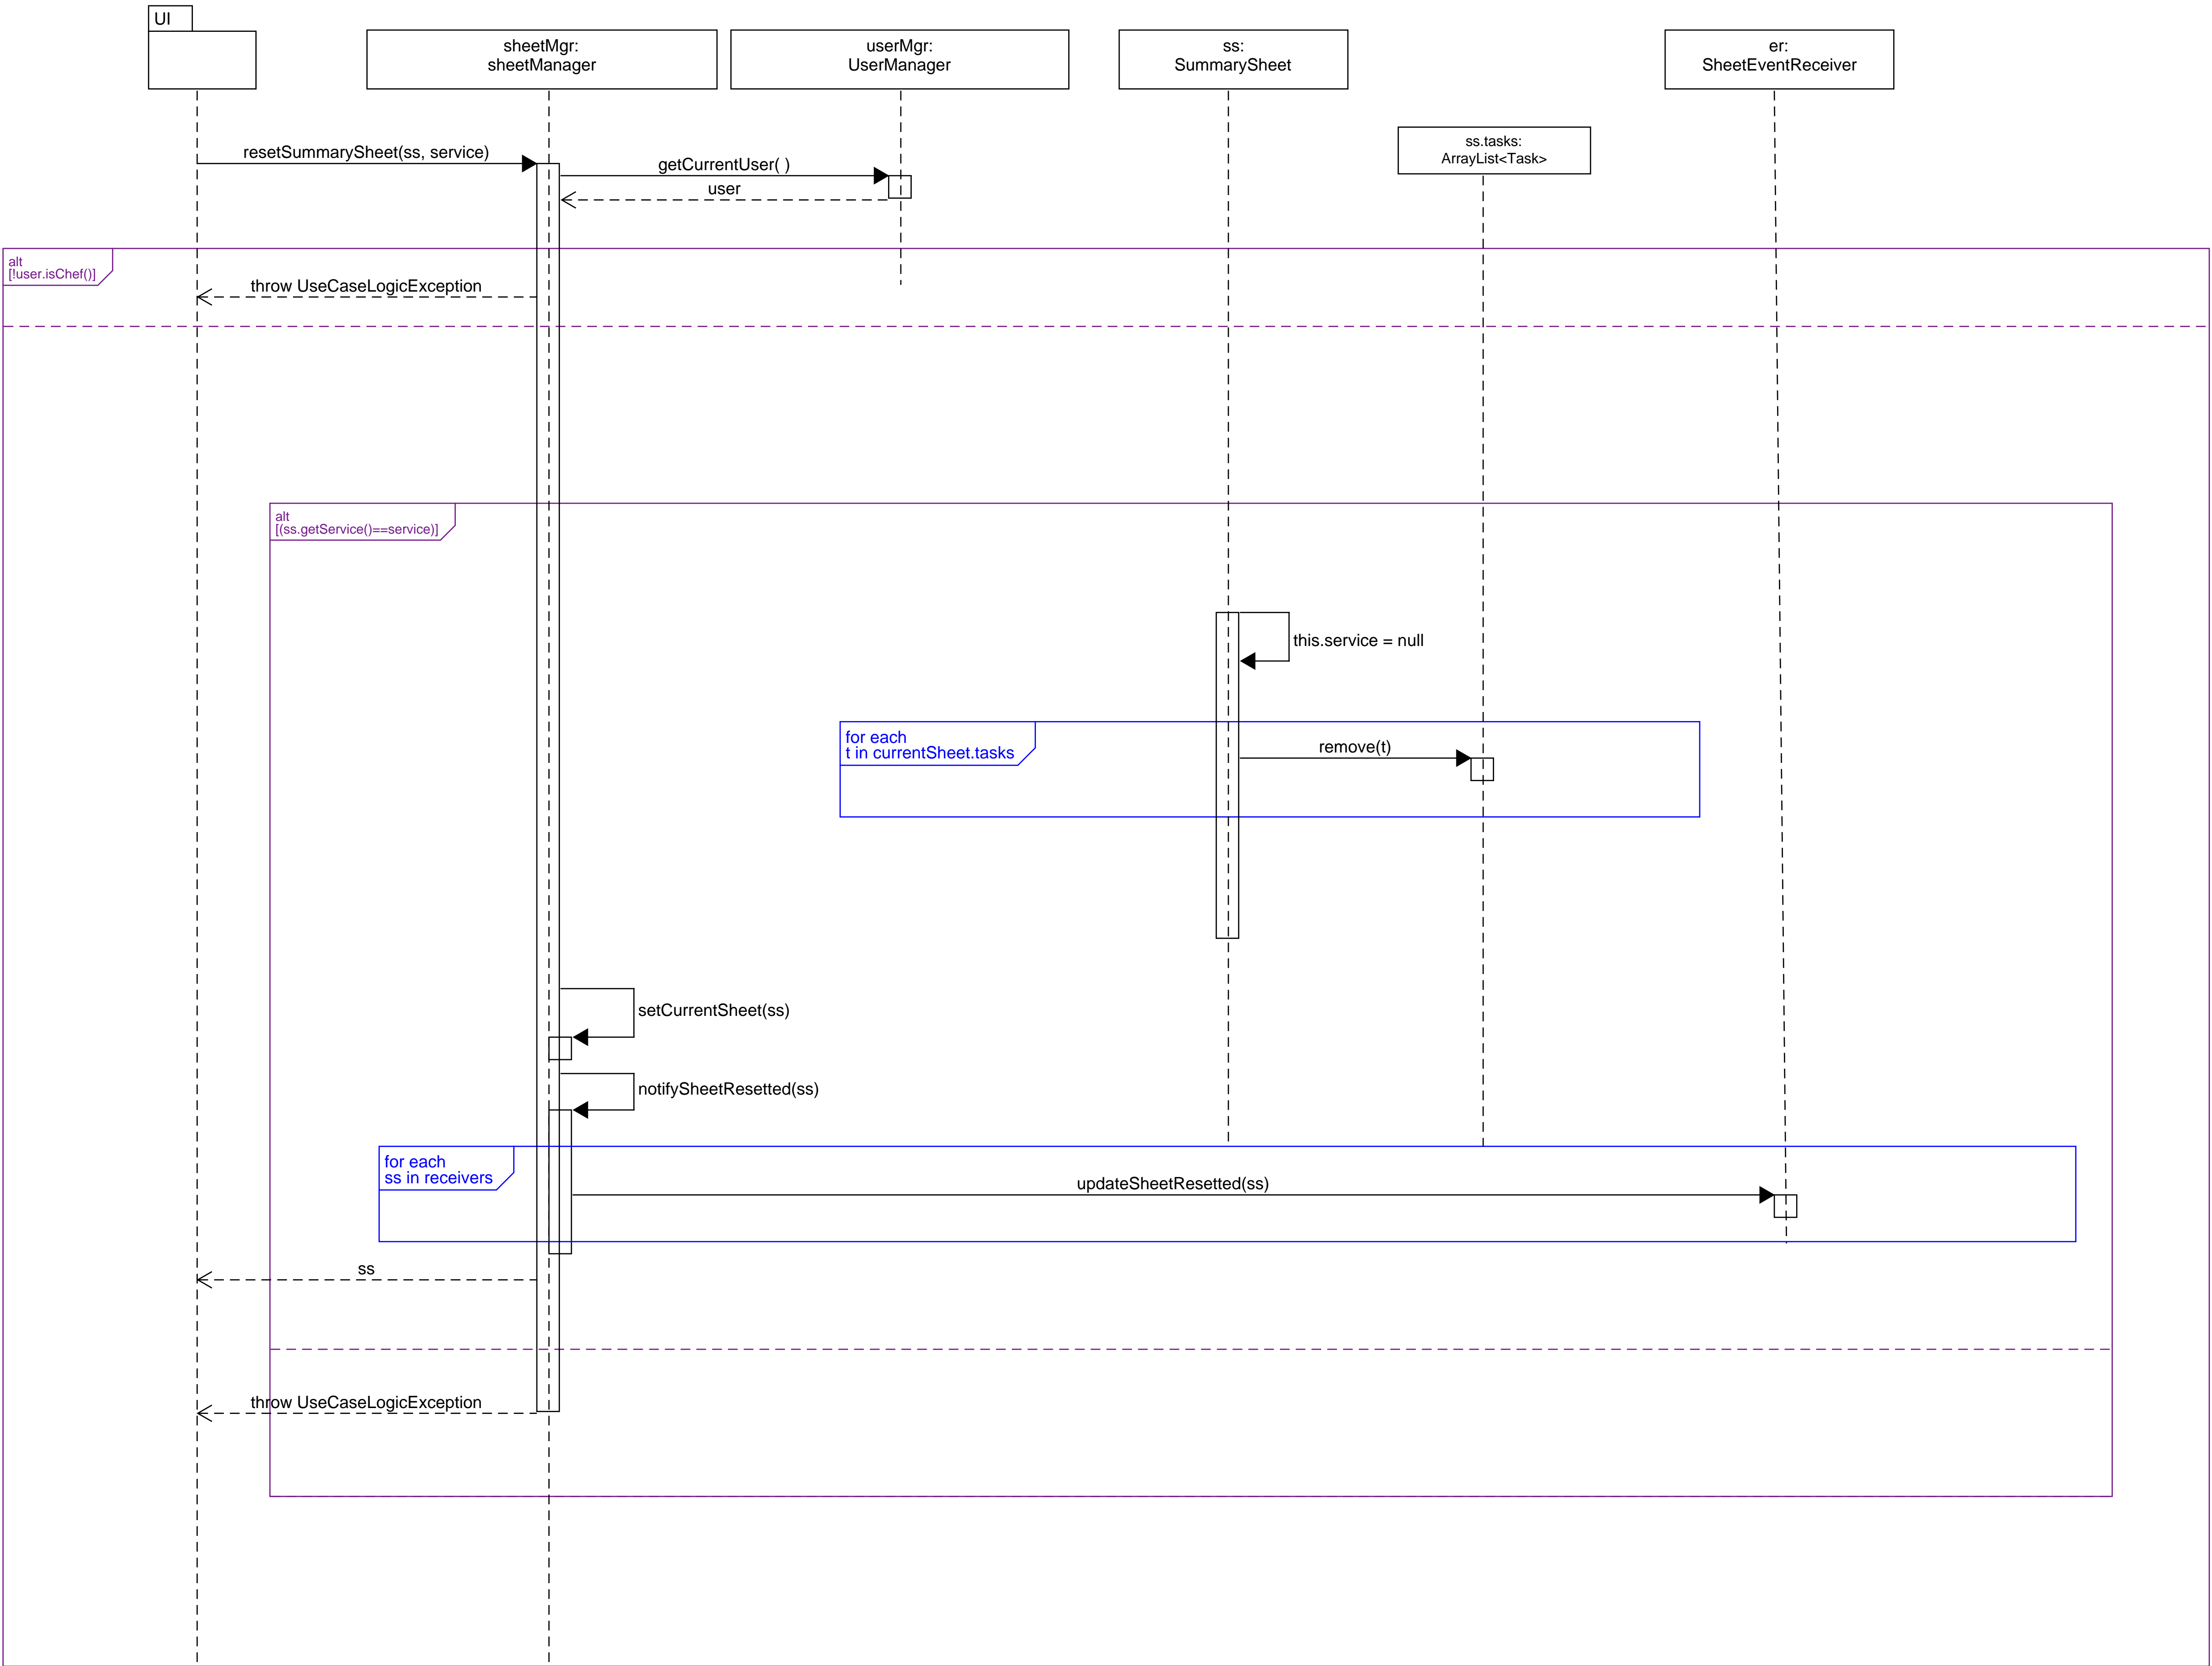 UI
sheetMgr:
sheetManager
userMgr:
UserManager
ss:
SummarySheet
er:
SheetEventReceiver
ss.tasks:
ArrayList<Task>
resetSummarySheet(ss, service)
getCurrentUser( )
user
alt
[!user.isChef()]
throw UseCaseLogicException
alt
[(ss.getService()==service)]
this.service = null
for each
t in currentSheet.tasks
remove(t)
setCurrentSheet(ss)
notifySheetResetted(ss)
for each
ss in receivers
updateSheetResetted(ss)
ss
throw UseCaseLogicException